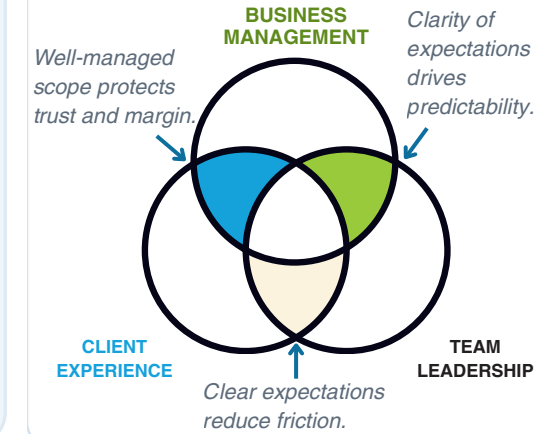 BUSINESS
MANAGEMENT
Well-managed
scope protects
trust and margin.
Clarity of
expectations
drives
predictability.
CLIENT
EXPERIENCE
TEAM
LEADERSHIP
Clear expectations
reduce friction.